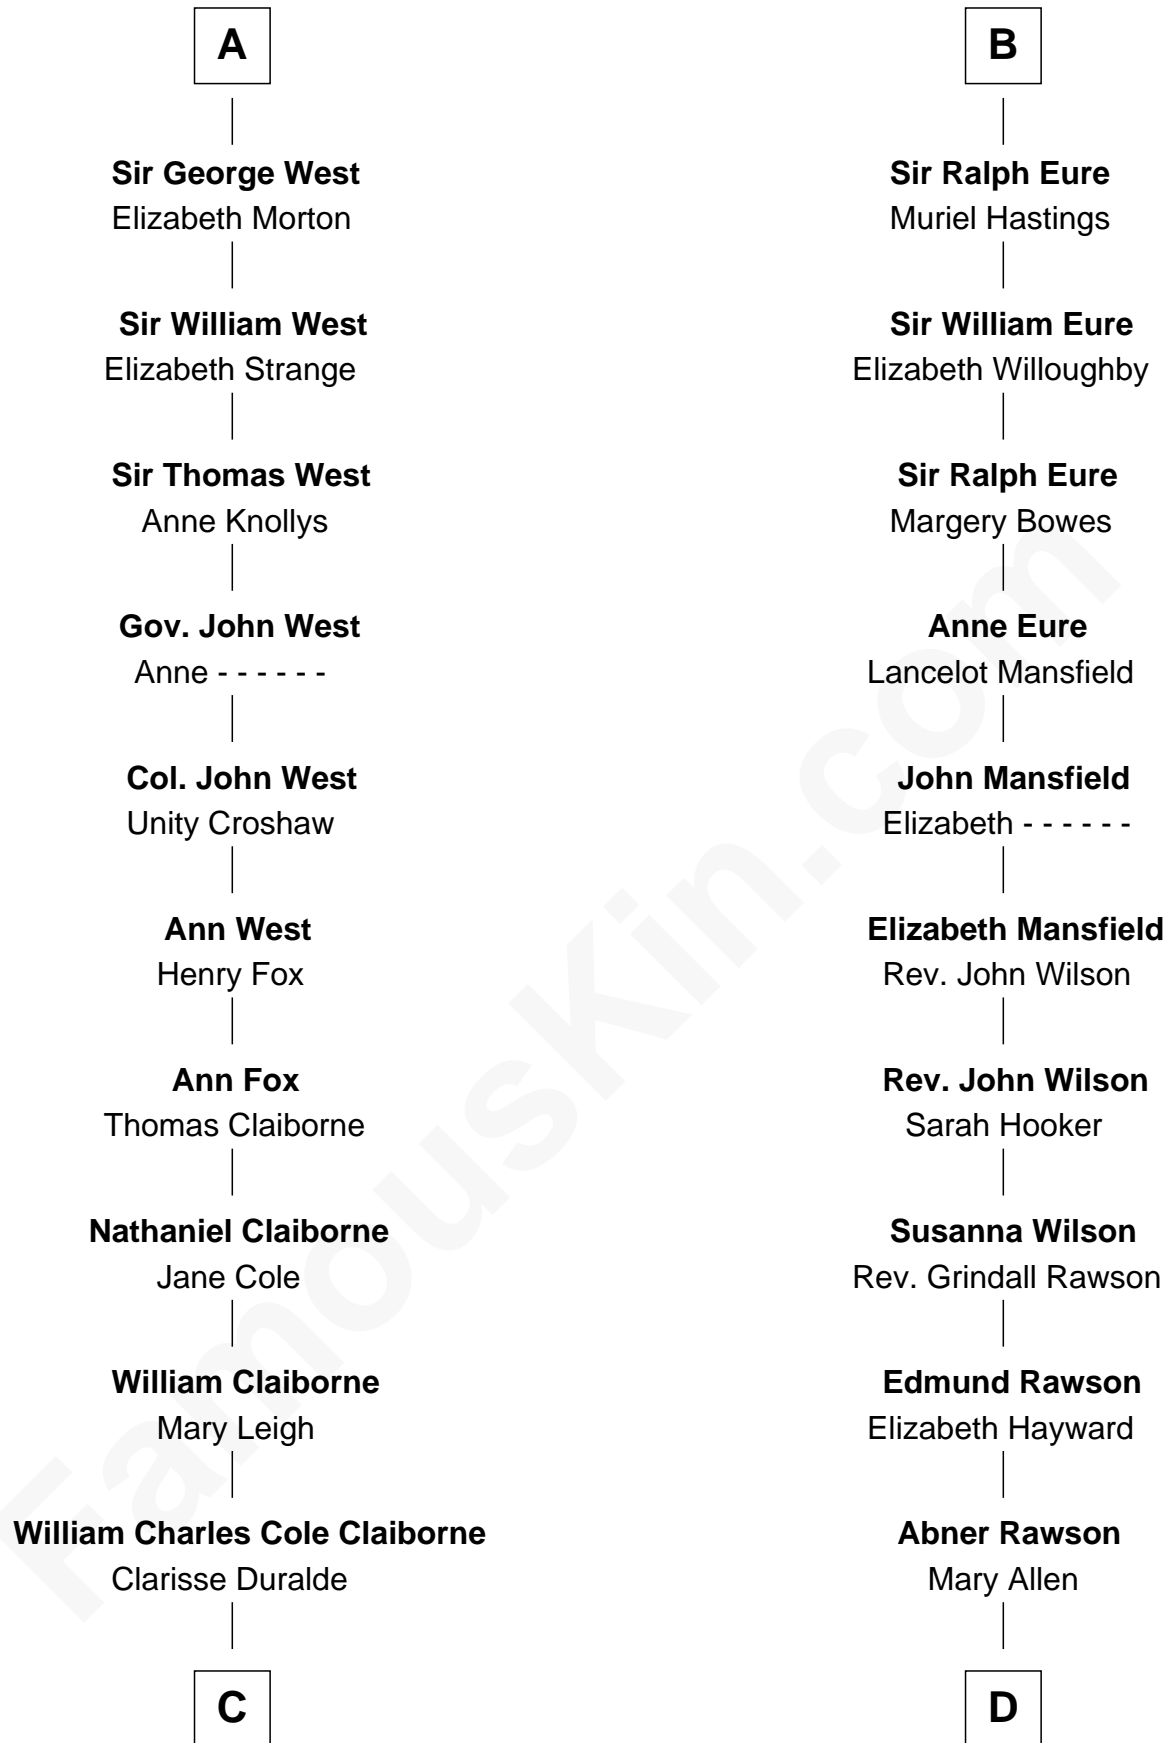 A
Sir George West
Elizabeth Morton
Sir William West
Elizabeth Strange
Sir Thomas West
Anne Knollys
Gov. John West
Anne - - - - - -
Col. John West
Unity Croshaw
Ann West
Henry Fox
Ann Fox
Thomas Claiborne
Nathaniel Claiborne
Jane Cole
William Claiborne
Mary Leigh
William Charles Cole Claiborne
Clarisse Duralde
C
B
Sir Ralph Eure
Muriel Hastings
Sir William Eure
Elizabeth Willoughby
Sir Ralph Eure
Margery Bowes
Anne Eure
Lancelot Mansfield
John Mansfield
Elizabeth - - - - - -
Elizabeth Mansfield
Rev. John Wilson
Rev. John Wilson
Sarah Hooker
Susanna Wilson
Rev. Grindall Rawson
Edmund Rawson
Elizabeth Hayward
Abner Rawson
Mary Allen
D
FamousKin.com